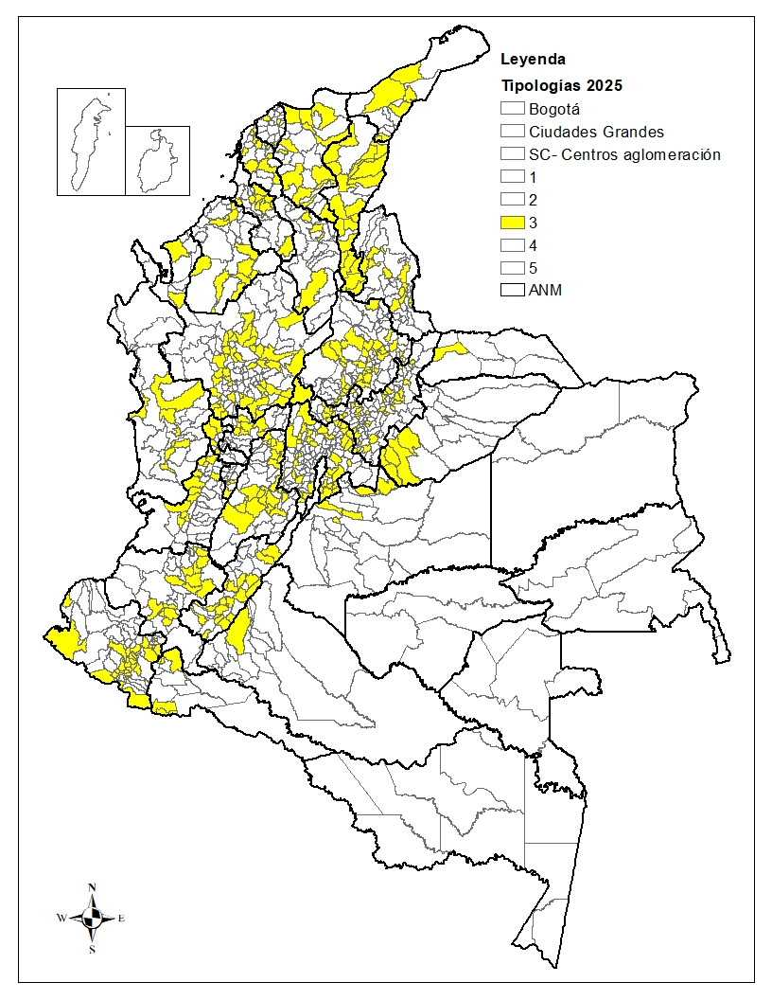 Leyenda
Tipologías 2025
Bogotá
Ciudades Grandes
SC- Centros aglomeración
1
2
3
4
5
ANM
N
W E
S